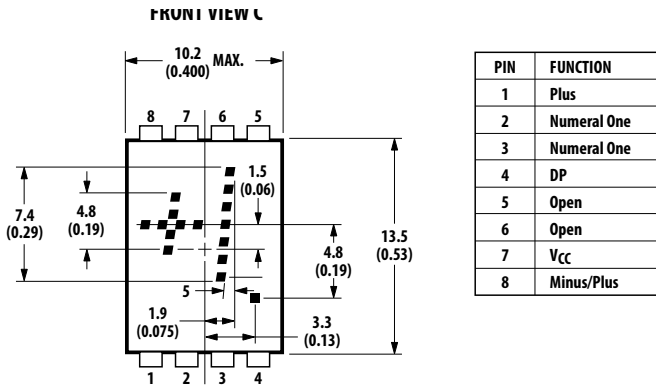 FRONT VIEW C
10.2
(0.400)
MAX.
8 7 6 5
1.5
(0.06)
7.4
(0.29)
4.8
(0.19)
4.8
(0.19)
13.5
(0.53)
5
1.9
(0.075)
3.3
(0.13)
1 2 3 4
PIN FUNCTION
1 Plus
2 Numeral One
3 Numeral One
4 DP
5 Open
6 Open
7 VCC
8 Minus/Plus